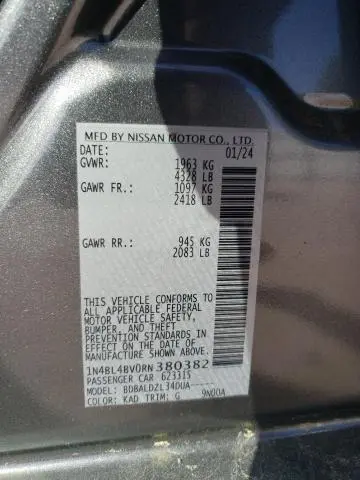 MFD BY NISSAN MOTOR CO., LTD.
DATE: 01/24
GVWR: 1963 KG
4328 LB
GAWR FR.: 1097 KG
2418 LB
GAWR RR.: 945 KG
2083 LB
THIS VEHICLE CONFORMS TO
ALL APPLICABLE FEDERAL
MOTOR VEHICLE SAFETY,
BUMPER, AND THEFT
PREVENTION STANDARDS IN
EFFECT ON THE DATE OF
MANUFACTURE SHOWN ABOVE.
1N4BL4BV0RN380382
PASSENGER CAR 623315
MODEL: BDBALDZL34DUA-----
COLOR: KAD TRIM: G 9N00A